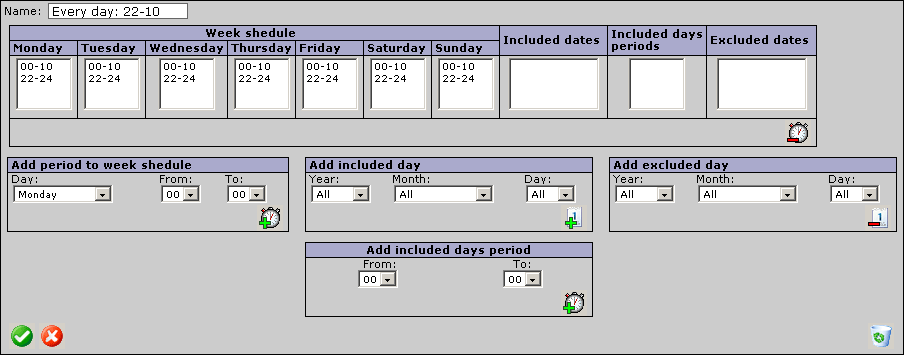 Name: Every day: 22-10
Week shedule
Included dates
Included days periods
Excluded dates
Monday Tuesday Wednesday Thursday Friday Saturday Sunday
00-10 00-10 00-10 00-10 00-10 00-10 00-10
22-24 22-24 22-24 22-24 22-24 22-24 22-24
Add period to week shedule
Day: From: To:
Monday 00 00
Add included day
Year: Month: Day:
All All All
1
Add excluded day
Year: Month: Day:
All All All
1
Add included days period
From: To:
00 00